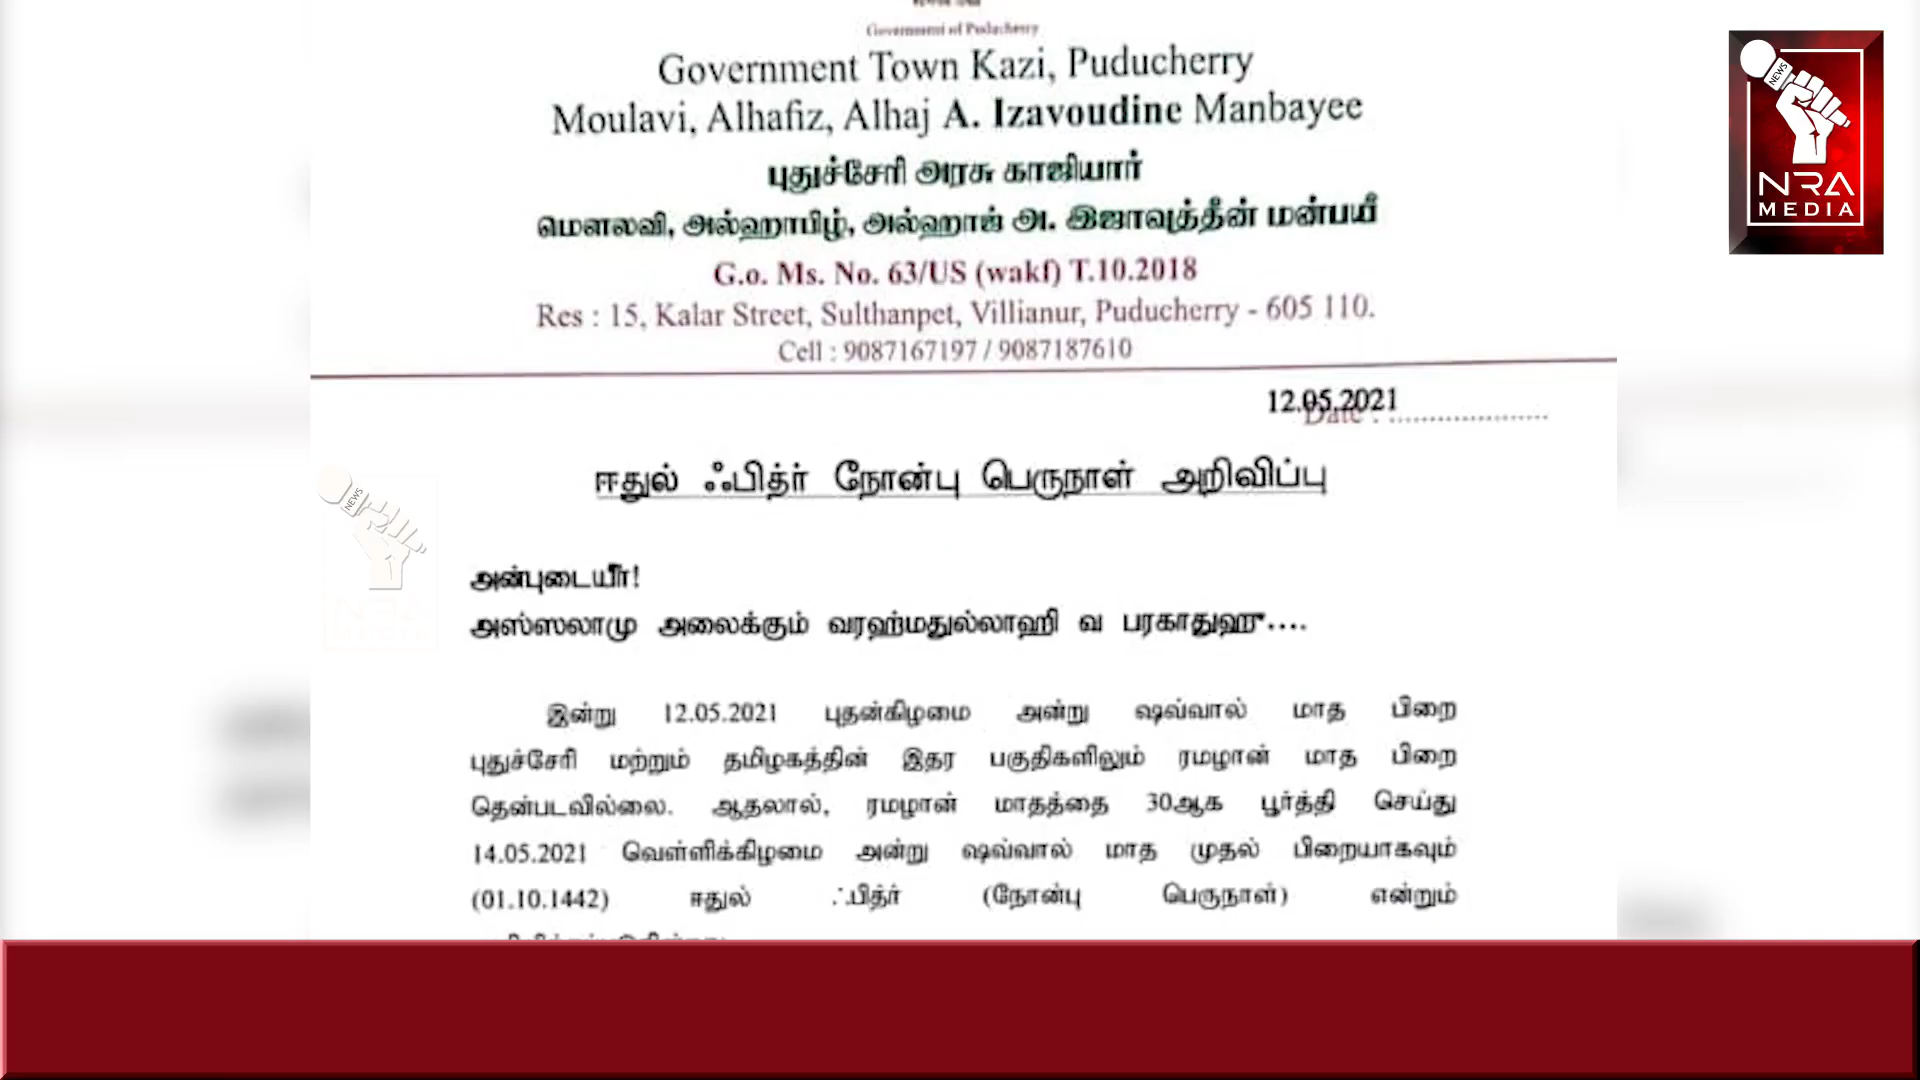 Government of Puducherry
Government Town Kazi, Puducherry
Moulavi, Alhafiz, Alhaj A. Izavoudine Manbayee
புதுச்சேரி அரசு காஜியார்
மௌலவி, அல்ஹாபிழ், அல்ஹாஜ் அ. இஜாவுத்தீன் மன்பயீ
G.o. Ms. No. 63/US (wakf) T.10.2018
Res : 15, Kalar Street, Sulthanpet, Villianur, Puducherry - 605 110.
Cell : 9087167197 / 9087187610
12.05.2021
Date : ......................
ஈதுல் ஃபித்ர் நோன்பு பெருநாள் அறிவிப்பு
அன்புடையீர்!
அஸ்ஸலாமு அலைக்கும் வரஹ்மதுல்லாஹி வ பரகாதுஹு....
இன்று 12.05.2021 புதன்கிழமை அன்று ஷவ்வால் மாத பிறை
புதுச்சேரி மற்றும் தமிழகத்தின் இதர பகுதிகளிலும் ரமழான் மாத பிறை
தென்படவில்லை. ஆதலால், ரமழான் மாதத்தை 30ஆக பூர்த்தி செய்து
14.05.2021 வெள்ளிக்கிழமை அன்று ஷவ்வால் மாத முதல் பிறையாகவும்
(01.10.1442) ஈதுல் ஃபித்ர் (நோன்பு பெருநாள்) என்றும்
NEWS
NRA
MEDIA
NEWS
NRA